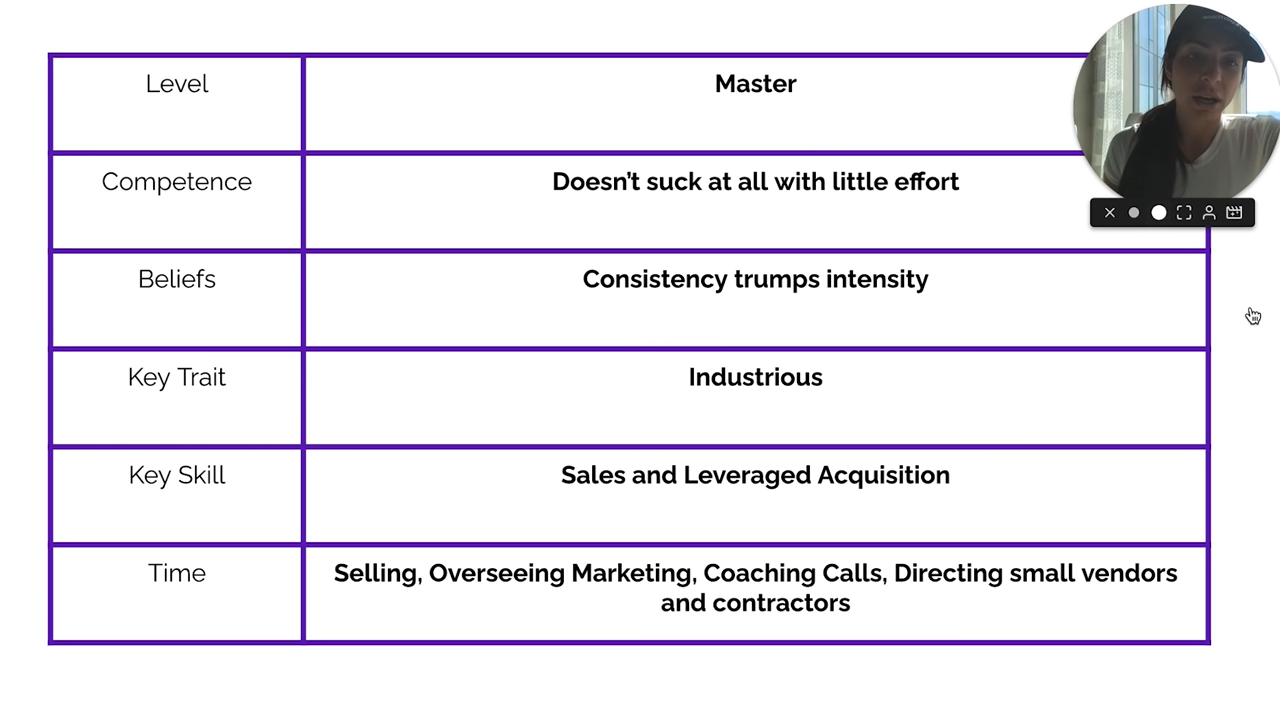 Level
Master
Competence
Doesn't suck at all with little effort
Beliefs
Consistency trumps intensity
Key Trait
Industrious
Key Skill
Sales and Leveraged Acquisition
Time
Selling, Overseeing Marketing, Coaching Calls, Directing small vendors
and contractors